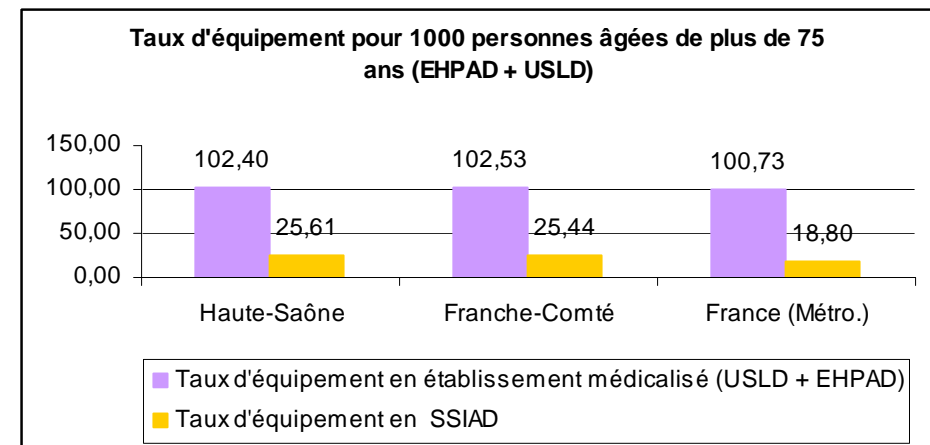 Taux d'équipement pour 1000 personnes âgées de plus de 75
ans (EHPAD + USLD)
150,00
100,00
50,00
0,00
102,40
102,53
100,73
25,61
25,44
18,80
Haute-Saône
Franche-Comté
France (Métro.)
Taux d'équipement en établissement médicalisé (USLD + EHPAD)
Taux d'équipement en SSIAD